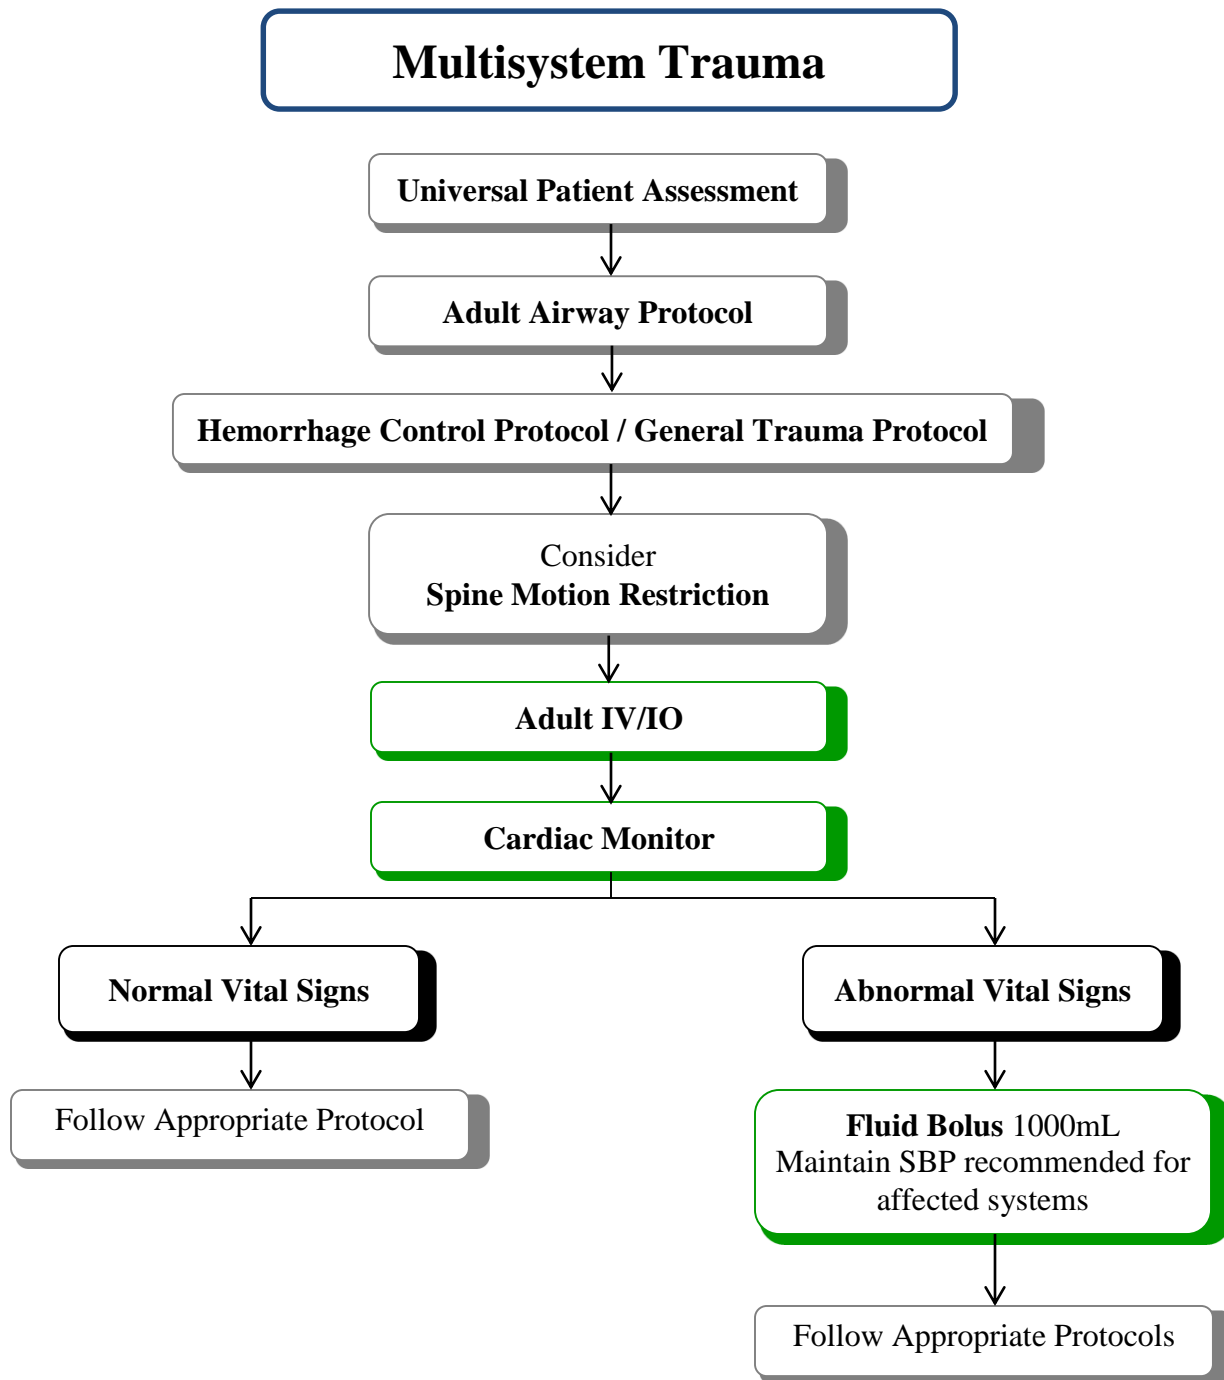 Multisystem Trauma
Universal Patient Assessment
Adult Airway Protocol
Hemorrhage Control Protocol / General Trauma Protocol
Consider
Spine Motion Restriction
Adult IV/IO
Cardiac Monitor
Normal Vital Signs
Abnormal Vital Signs
Follow Appropriate Protocol
Fluid Bolus 1000mL
Maintain SBP recommended for
affected systems
Follow Appropriate Protocols